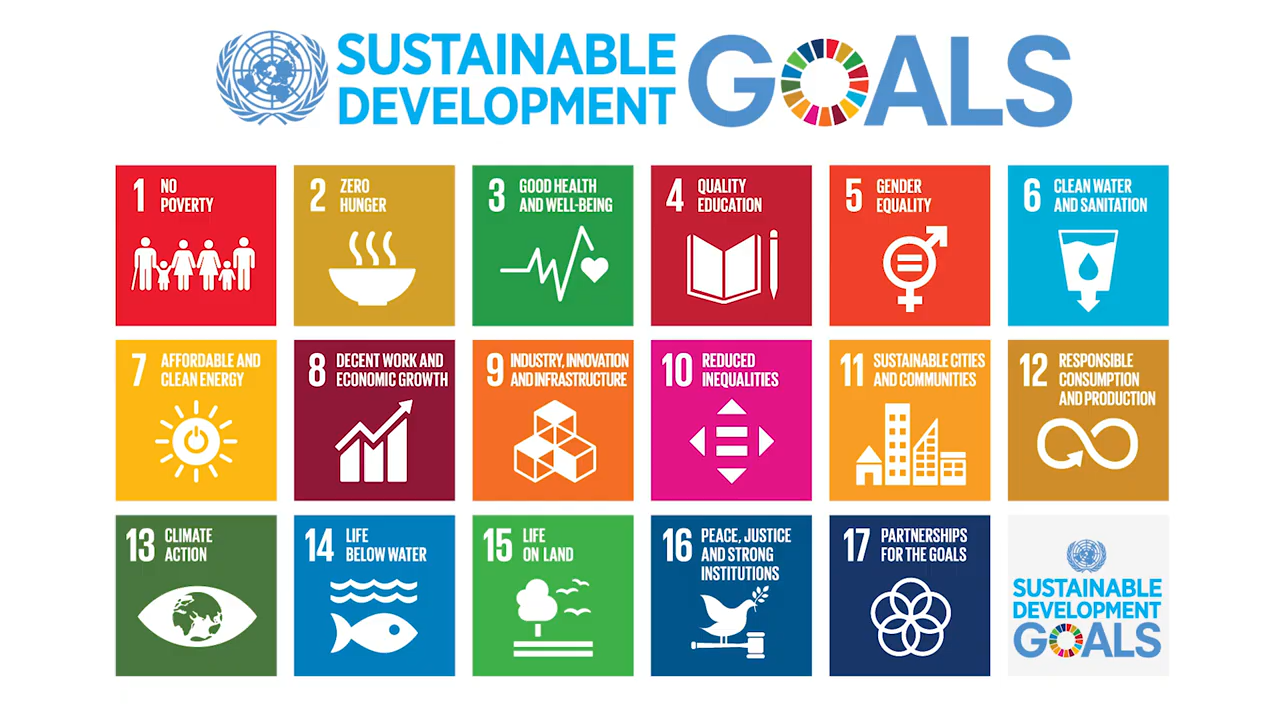 SUSTAINABLE
DEVELOPMENT
GOALS
1 NO
POVERTY
2 ZERO
HUNGER
3 GOOD HEALTH
AND WELL-BEING
4 QUALITY
EDUCATION
5 GENDER
EQUALITY
6 CLEAN WATER
AND SANITATION
7 AFFORDABLE AND
CLEAN ENERGY
8 DECENT WORK AND
ECONOMIC GROWTH
9 INDUSTRY, INNOVATION
AND INFRASTRUCTURE
10 REDUCED
INEQUALITIES
11 SUSTAINABLE CITIES
AND COMMUNITIES
12 RESPONSIBLE
CONSUMPTION
AND PRODUCTION
13 CLIMATE
ACTION
14 LIFE
BELOW WATER
15 LIFE
ON LAND
16 PEACE, JUSTICE
AND STRONG
INSTITUTIONS
17 PARTNERSHIPS
FOR THE GOALS
SUSTAINABLE
DEVELOPMENT
GOALS